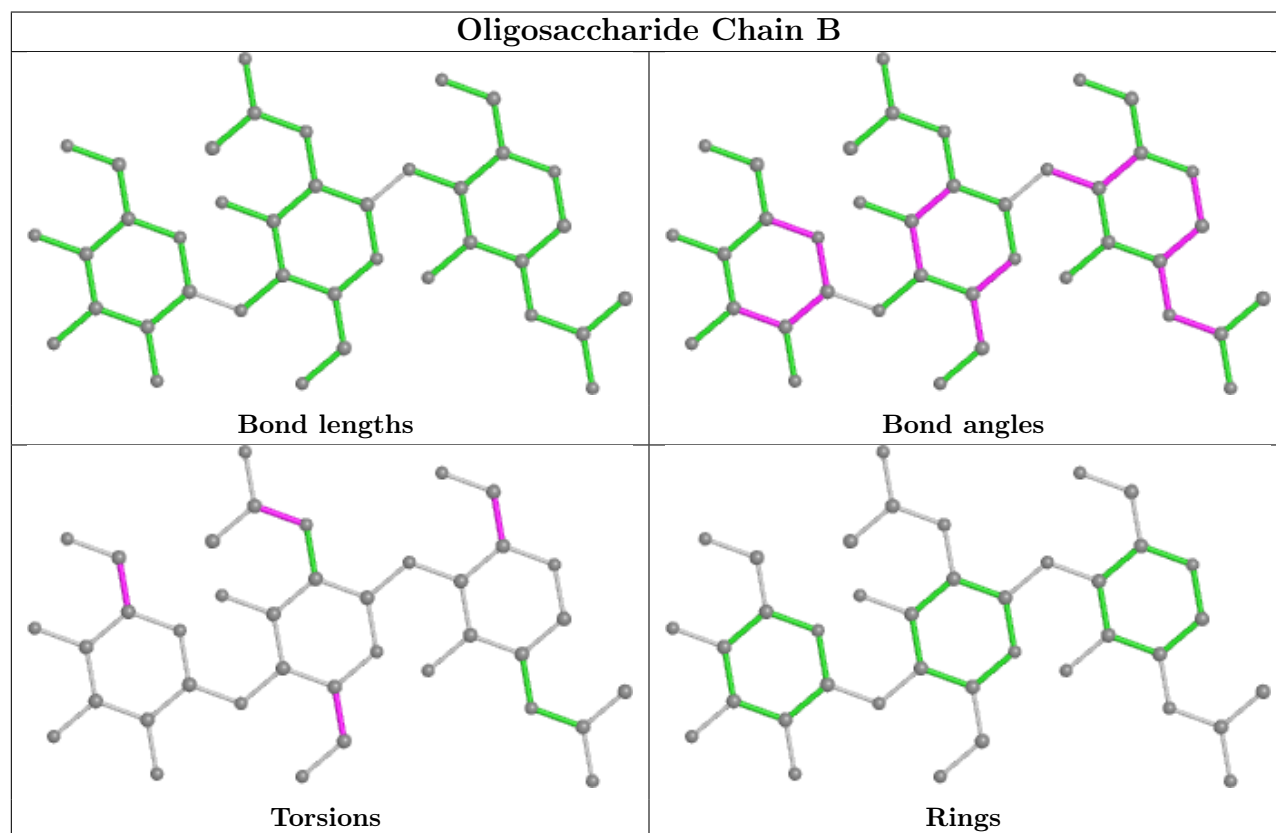 Oligosaccharide Chain B
Bond lengths
Bond angles
Torsions
Rings